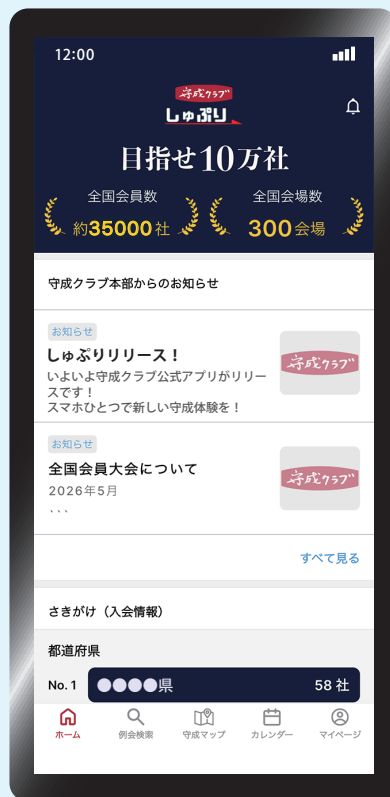 12:00
守成クラブ
しゅぷり
目指せ10万社
全国会員数
約35000社
全国会場数
300会場
守成クラブ本部からのお知らせ
お知らせ
しゅぷりリリース！
いよいよ守成クラブ公式アプリがリリー
スです！
スマホひとつで新しい守成体験を！
守成クラブ
お知らせ
全国会員大会について
2026年5月
、、、
守成クラブ
すべて見る
さきがけ（入会情報）
都道府県
No. 1 ●●●●県 58 社
ホーム 例会検索 守成マップ カレンダー マイページ